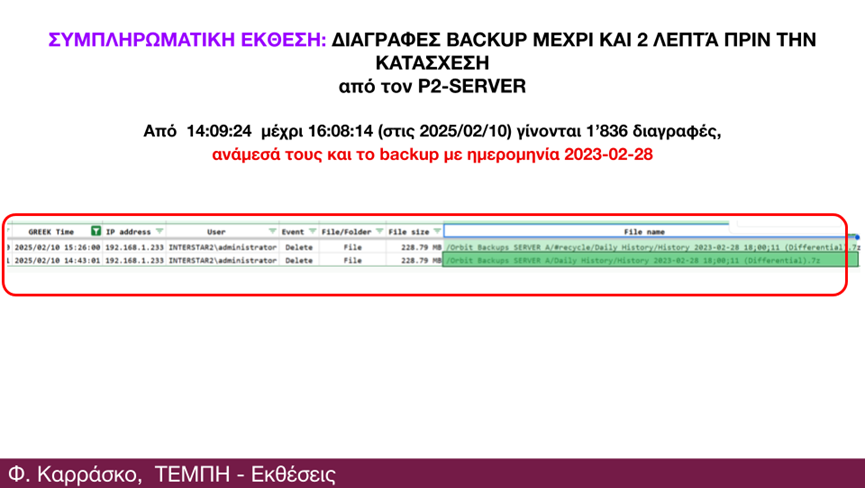 ΣΥΜΠΛΗΡΩΜΑΤΙΚΗ ΕΚΘΕΣΗ: ΔΙΑΓΡΑΦΕΣ BACKUP ΜΕΧΡΙ ΚΑΙ 2 ΛΕΠΤΆ ΠΡΙΝ ΤΗΝ
ΚΑΤΑΣΧΕΣΗ
από τον P2-SERVER
Από 14:09:24 μέχρι 16:08:14 (στις 2025/02/10) γίνονται 1’836 διαγραφές,
ανάμεσά τους και το backup με ημερομηνία 2023-02-28
GREEK Time IP address User Event File/Folder File size File name
2025/02/10 15:26:00 192.168.1.233 INTERSTAR2\administrator Delete File 228.79 MB /Orbit Backups SERVER A/#recycle/Daily History/History 2023-02-28 18;00;11 (Differential).7z
2025/02/10 14:43:01 192.168.1.233 INTERSTAR2\administrator Delete File 228.79 MB /Orbit Backups SERVER A/Daily History/History 2023-02-28 18;00;11 (Differential).7z
Φ. Καρράσκο, ΤΕΜΠΗ - Εκθέσεις